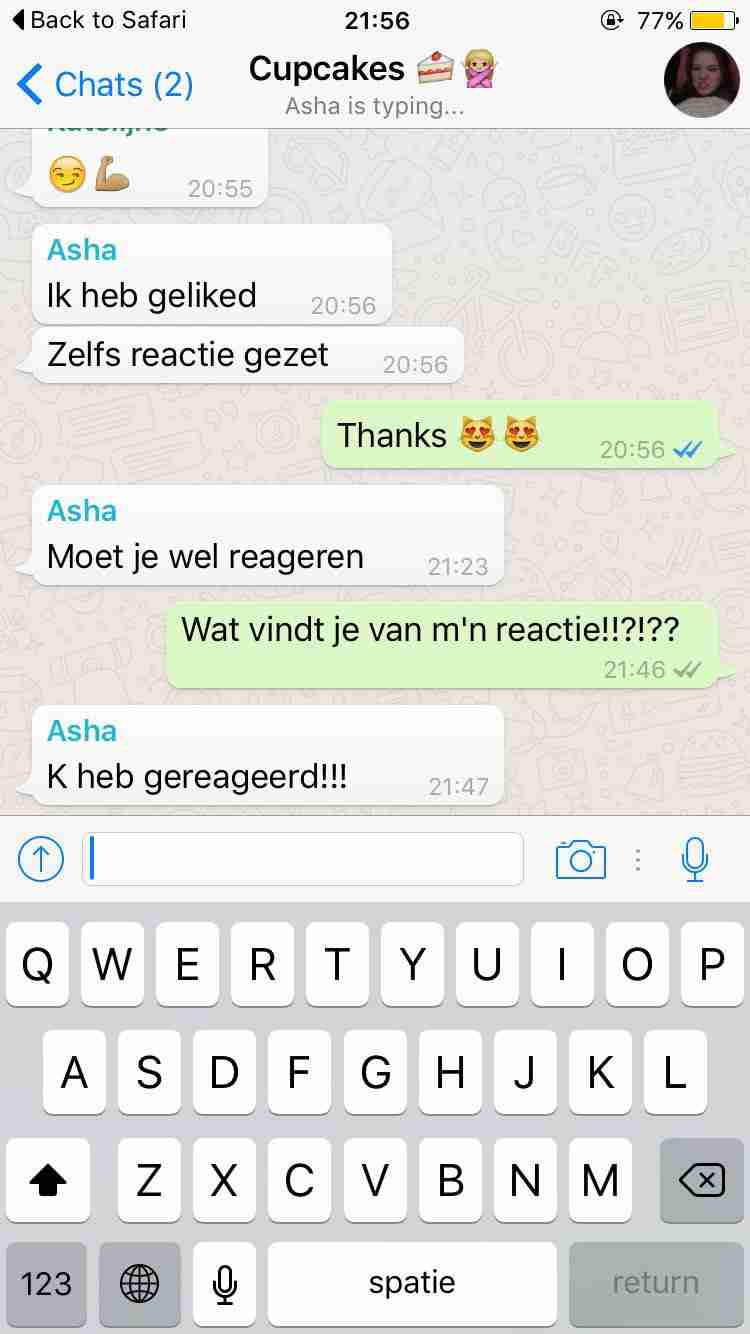 Back to Safari 21:56 77%
Chats (2) Cupcakes 🍰🙅🏼
Asha is typing...
😏💪🏽 20:55
Asha
Ik heb geliked 20:56
Zelfs reactie gezet 20:56
Thanks 😻😻 20:56
Asha
Moet je wel reageren 21:23
Wat vindt je van m'n reactie!!?!??
21:46
Asha
K heb gereageerd!!! 21:47
Q W E R T Y U I O P
A S D F G H J K L
Z X C V B N M
123 spatie return